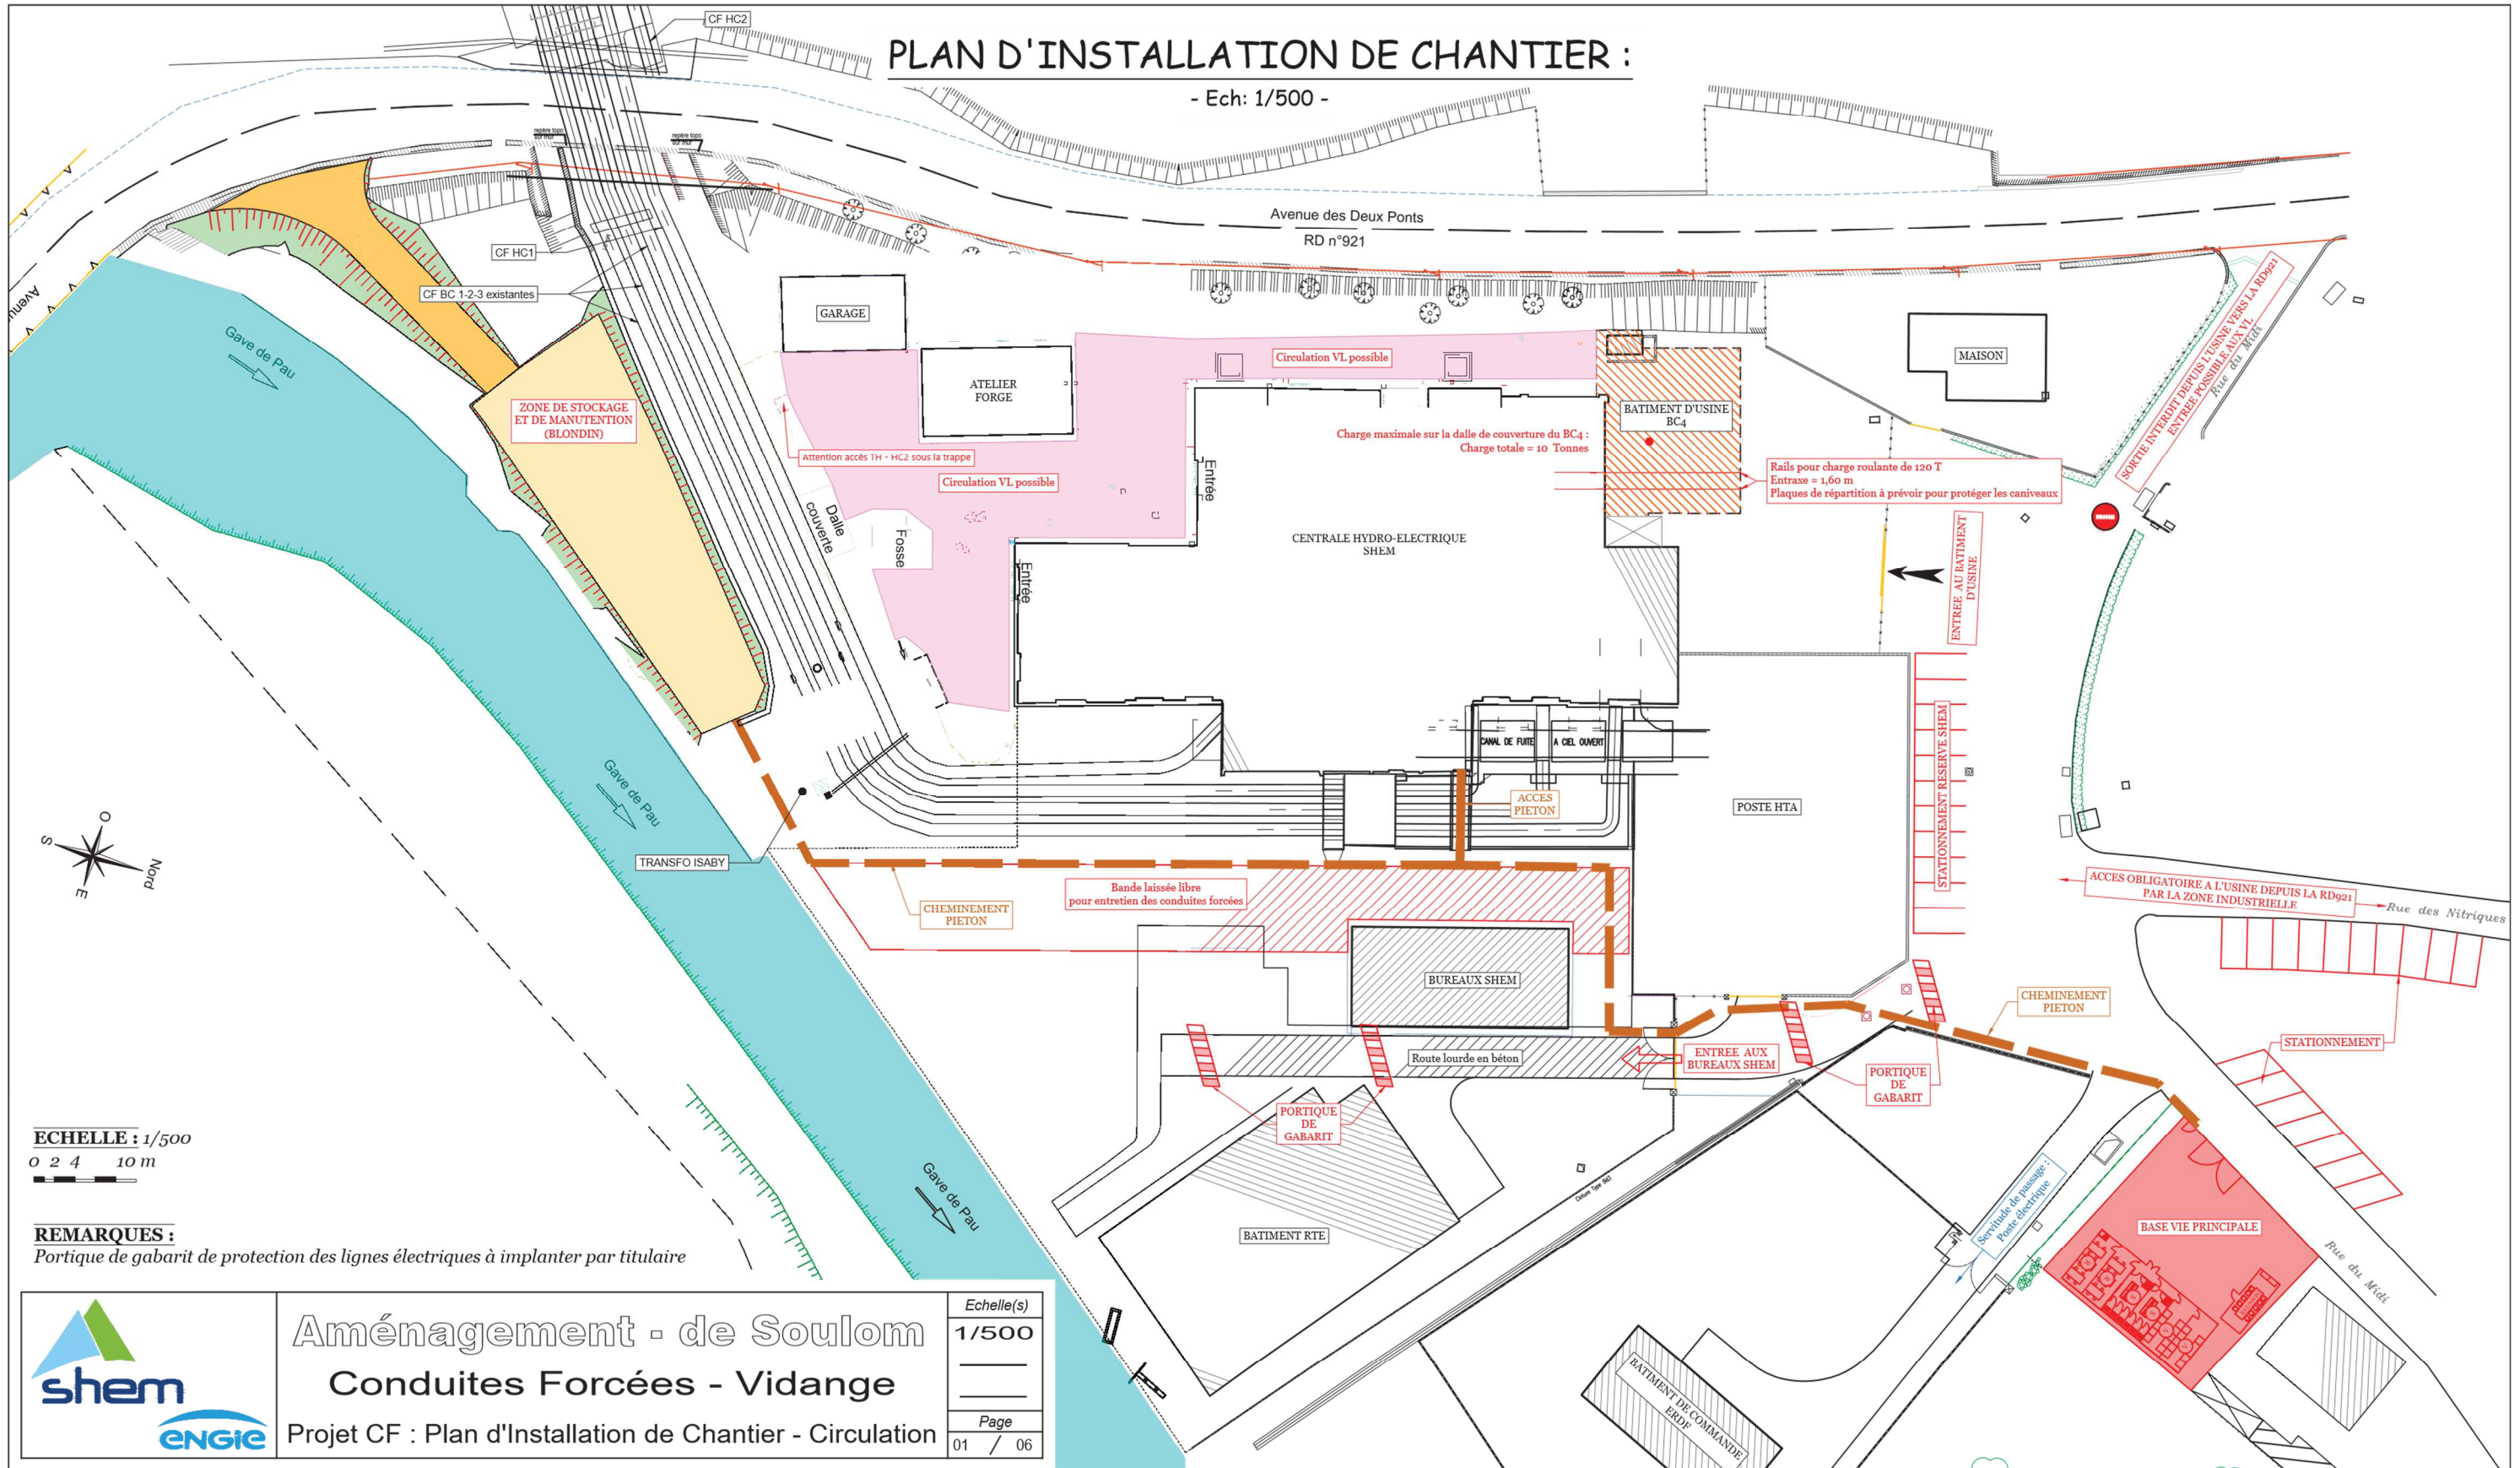 CF HC2
PLAN D'INSTALLATION DE CHANTIER :
- Ech: 1/500 -
repère topo
sur mur
repère topo
sur mur
Avenue des Deux Ponts
RD n°921
CF HC1
CF BC 1-2-3 existantes
Gave de Pau
GARAGE
ATELIER
FORGE
Circulation VL possible
MAISON
SORTIE INTERDIT DEPUIS L'USINE VERS LA RD921
ENTREE POSSIBLE AUX VL
Rue du Midi
ZONE DE STOCKAGE
ET DE MANUTENTION
(BLONDIN)
BATIMENT D'USINE
BC4
Charge maximale sur la dalle de couverture du BC4 :
Charge totale = 10 Tonnes
Attention accès TH - HC2 sous la trappe
Circulation VL possible
Entrée
Rails pour charge roulante de 120 T
Entraxe = 1,60 m
Plaques de répartition à prévoir pour protéger les caniveaux
Dalle
couverte
Fosse
Entrée
CENTRALE HYDRO-ELECTRIQUE
SHEM
ENTREE AU BATIMENT
D'USINE
CANAL DE FUITE
A CIEL OUVERT
STATIONNEMENT RESERVE SHEM
Gave de Pau
ACCES
PIETON
POSTE HTA
O
S
Nord
E
TRANSFO ISABY
Bande laissée libre
pour entretien des conduites forcées
CHEMINEMENT
PIETON
ACCES OBLIGATOIRE A L'USINE DEPUIS LA RD921
PAR LA ZONE INDUSTRIELLE
Rue des Nitriques
BUREAUX SHEM
CHEMINEMENT
PIETON
STATIONNEMENT
Route lourde en béton
ENTREE AUX
BUREAUX SHEM
PORTIQUE
DE
GABARIT
PORTIQUE
DE
GABARIT
Gave de Pau
Servitude de passage :
Poste électrique
BATIMENT RTE
BASE VIE PRINCIPALE
Rue du Midi
BATIMENT DE COMMANDE
ERDF
ECHELLE : 1/500
0 2 4 10 m
REMARQUES :
Portique de gabarit de protection des lignes électriques à implanter par titulaire
shem
ENGIE
Aménagement - de Soulom
Conduites Forcées - Vidange
Projet CF : Plan d'Installation de Chantier - Circulation
Echelle(s)
1/500
Page
01 / 06